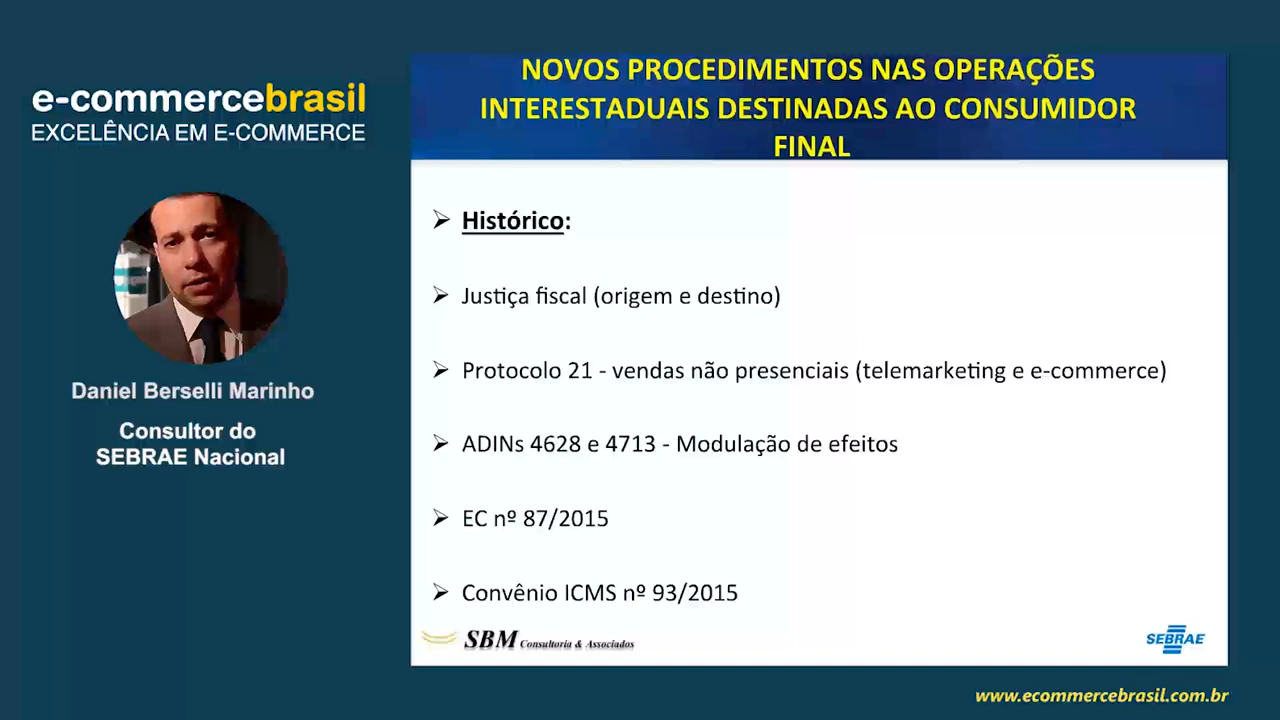 e-commercebrasil
EXCELÊNCIA EM E-COMMERCE
Daniel Berselli Marinho
Consultor do
SEBRAE Nacional
NOVOS PROCEDIMENTOS NAS OPERAÇÕES
INTERESTADUAIS DESTINADAS AO CONSUMIDOR
FINAL
Histórico:
Justiça fiscal (origem e destino)
Protocolo 21 - vendas não presenciais (telemarketing e e-commerce)
ADINs 4628 e 4713 - Modulação de efeitos
EC nº 87/2015
Convênio ICMS nº 93/2015
SBM Consultoria & Associados
SEBRAE
www.ecommercebrasil.com.br